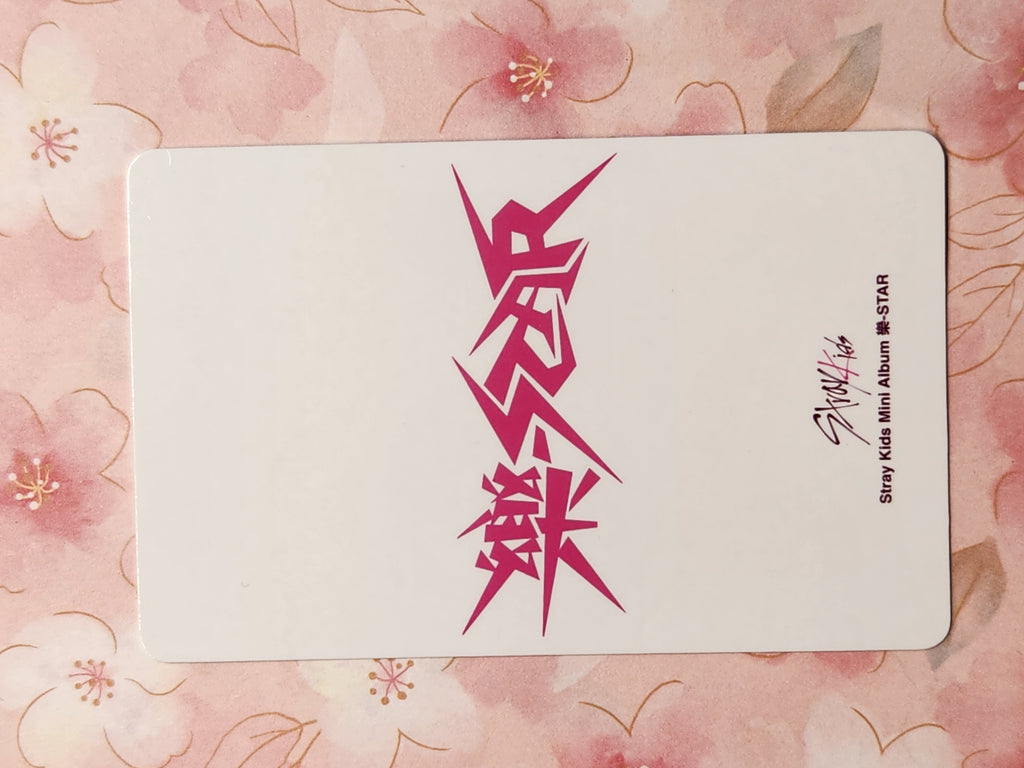 樂-STAR
Stray Kids
Stray Kids Mini Album 樂-STAR